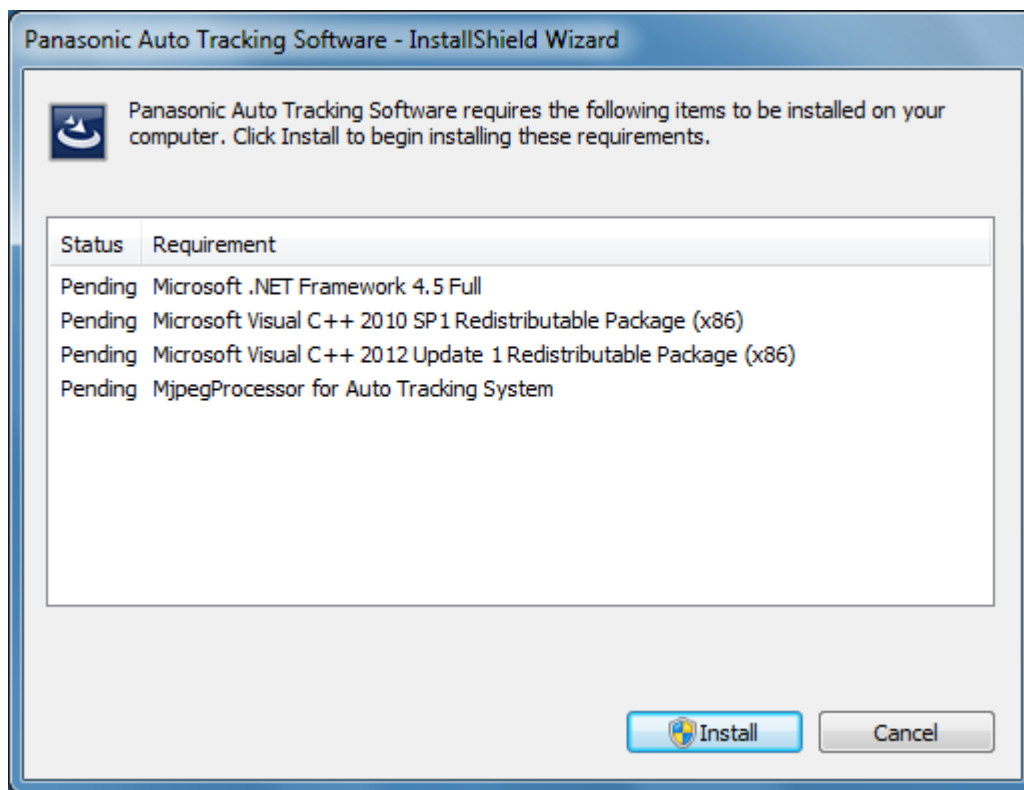 Panasonic Auto Tracking Software - InstallShield Wizard
Panasonic Auto Tracking Software requires the following items to be installed on your
computer. Click Install to begin installing these requirements.
Status Requirement
Pending Microsoft .NET Framework 4.5 Full
Pending Microsoft Visual C++ 2010 SP1 Redistributable Package (x86)
Pending Microsoft Visual C++ 2012 Update 1 Redistributable Package (x86)
Pending MjpegProcessor for Auto Tracking System
Install Cancel